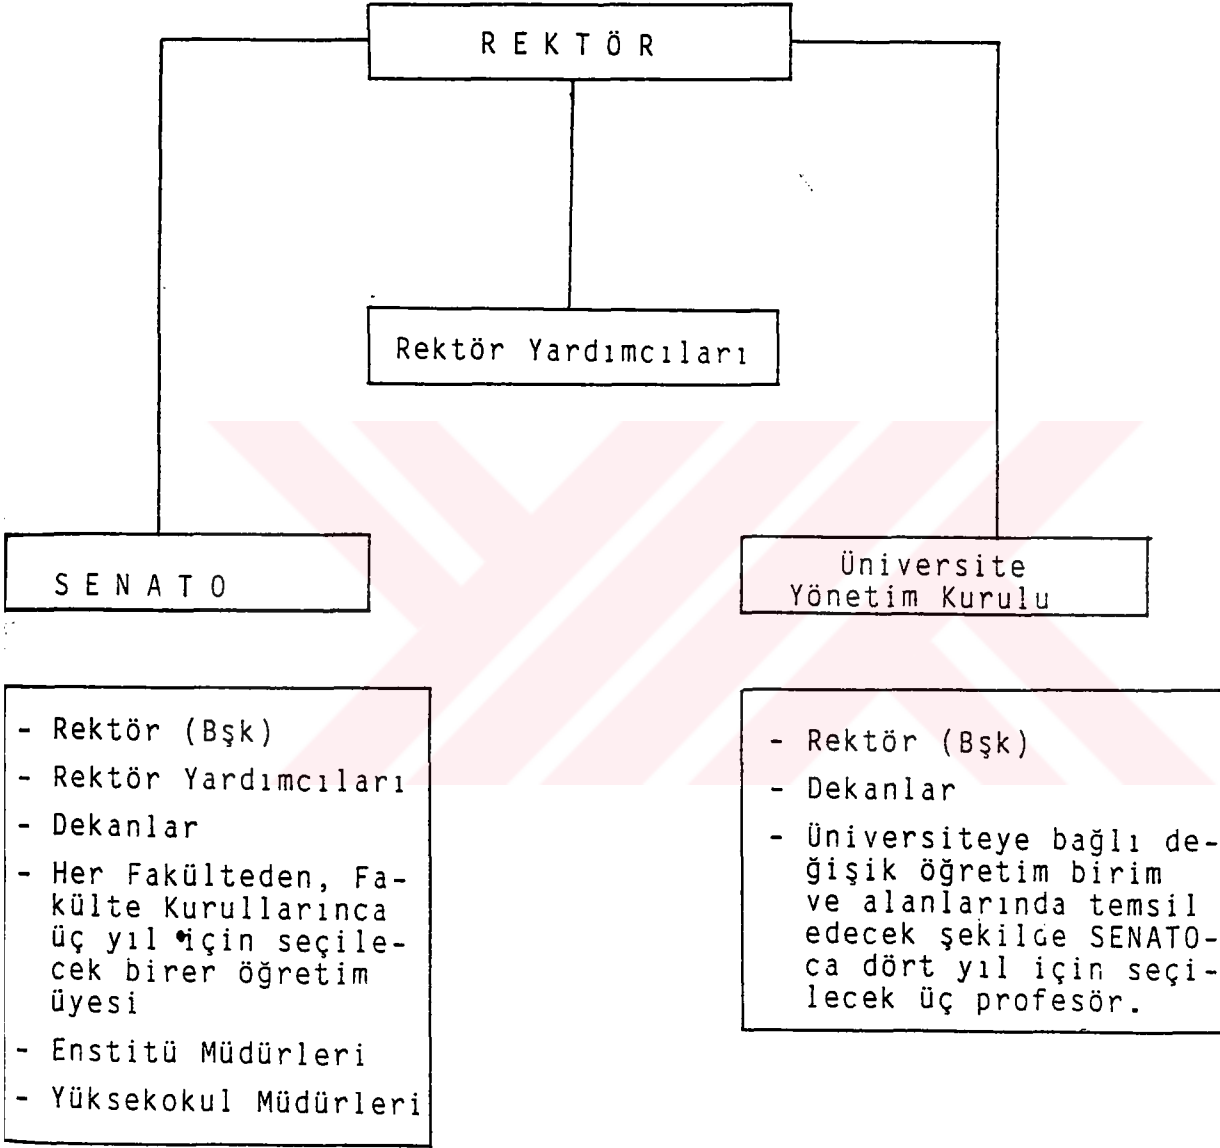 REKTÖR
Rektör Yardımcıları
SENATO
Üniversite
Yönetim Kurulu
- Rektör (Bşk)
- Rektör Yardımcıları
- Dekanlar
- Her Fakülteden, Fa-
külte Kurullarınca
üç yıl için seçile-
cek birer öğretim
üyesi
- Enstitü Müdürleri
- Yüksekokul Müdürleri
- Rektör (Bşk)
- Dekanlar
- Üniversiteye bağlı de-
ğişik öğretim birim
ve alanlarında temsil
edecek şekilde SENATO-
ca dört yıl için seçi-
lecek üç profesör.